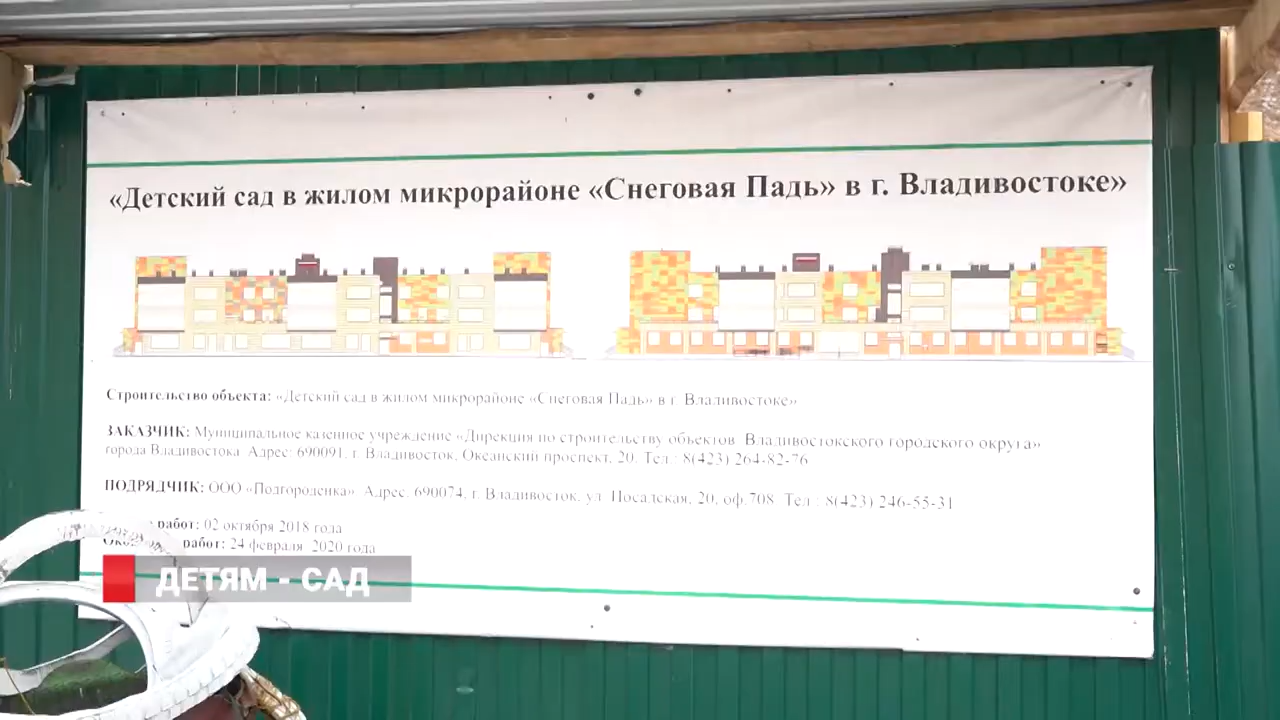 «Детский сад в жилом микрорайоне «Снеговая Падь» в г. Владивостоке»
Строительство объекта: «Детский сад в жилом микрорайоне «Снеговая Падь» в г. Владивостоке»
ЗАКАЗЧИК: Муниципальное казенное учреждение «Дирекция по строительству объектов Владивостокского городского округа»
города Владивостока. Адрес: 690091, г. Владивосток, Океанский проспект, 20. Тел.: 8(423) 264-82-76
ПОДРЯДЧИК: ООО «Подгороденка». Адрес: 690074, г. Владивосток, ул. Посадская, 20, оф.708 Тел.: 8(423) 246-55-31
работ: 02 октября 2018 года
работ: 24 февраля 2020 года
ДЕТЯМ - САД